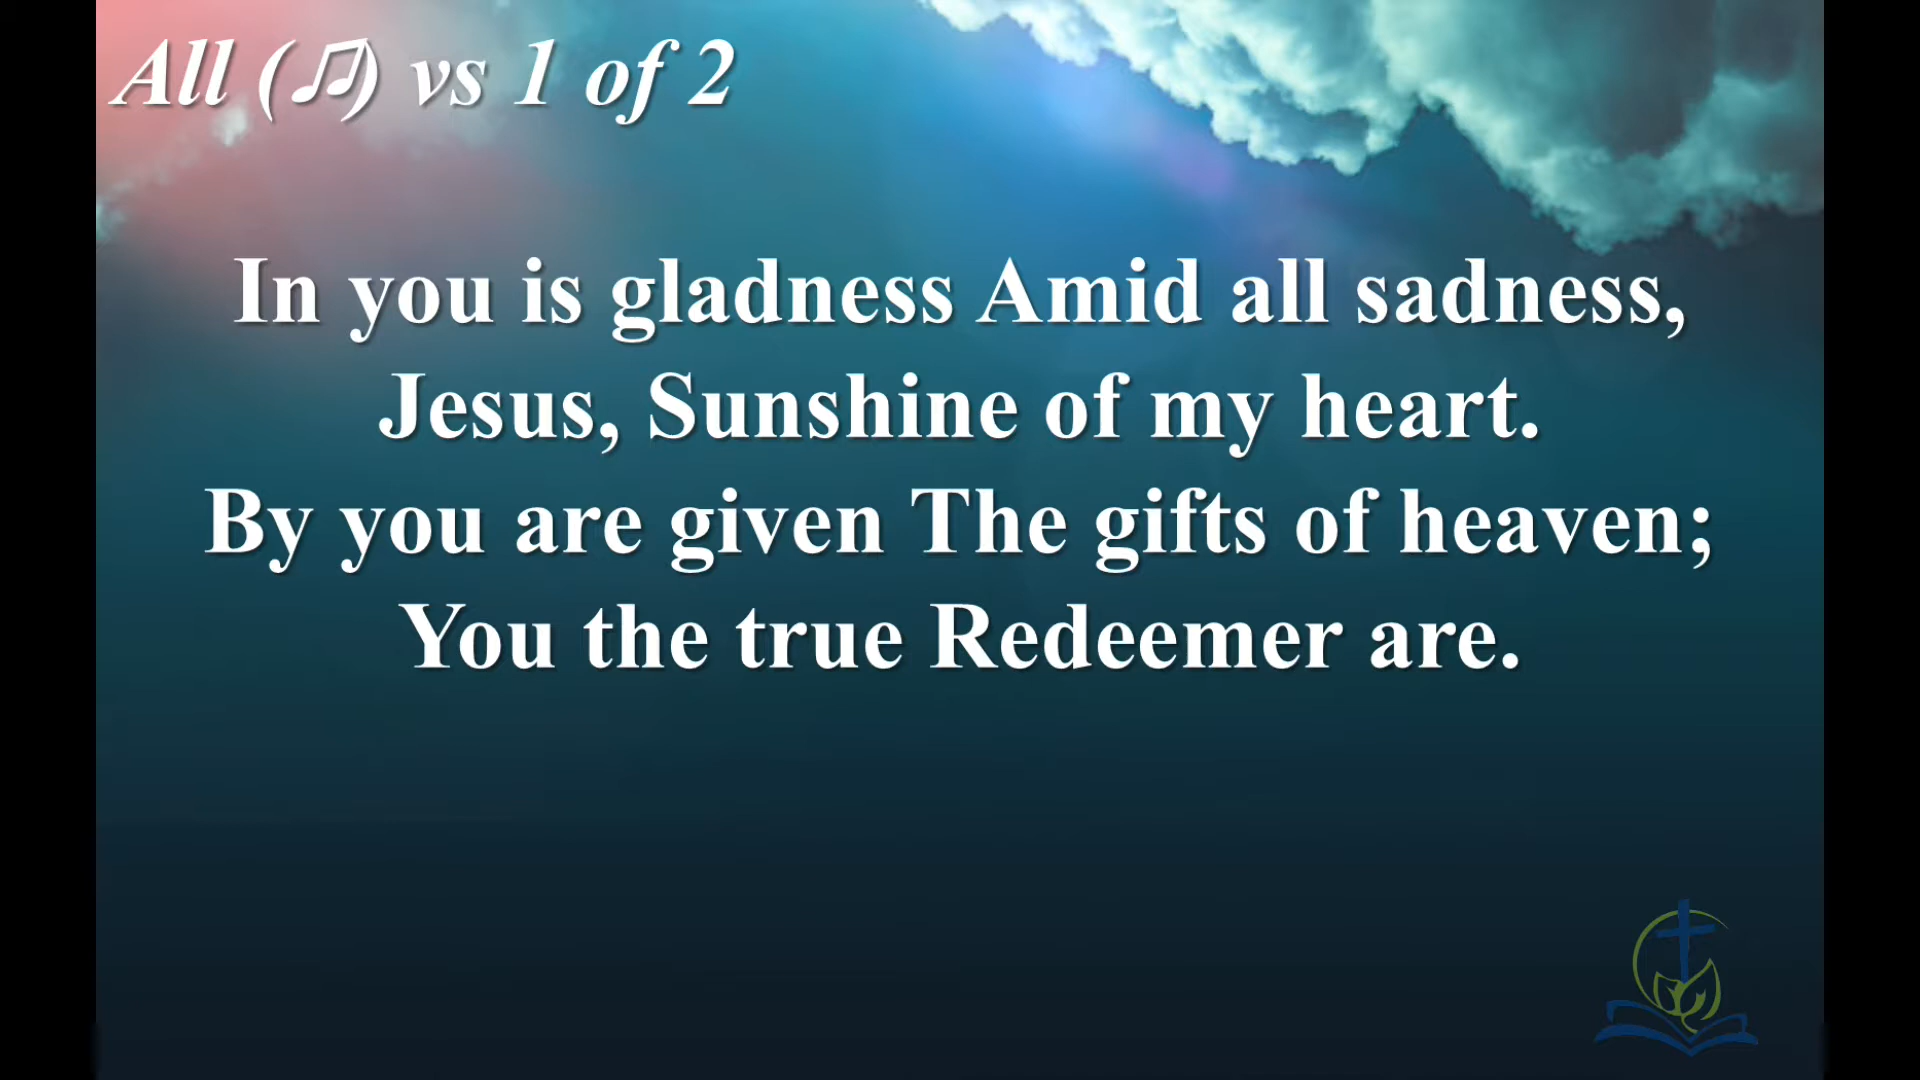 All (♫) vs 1 of 2
In you is gladness Amid all sadness,
Jesus, Sunshine of my heart.
By you are given The gifts of heaven;
You the true Redeemer are.